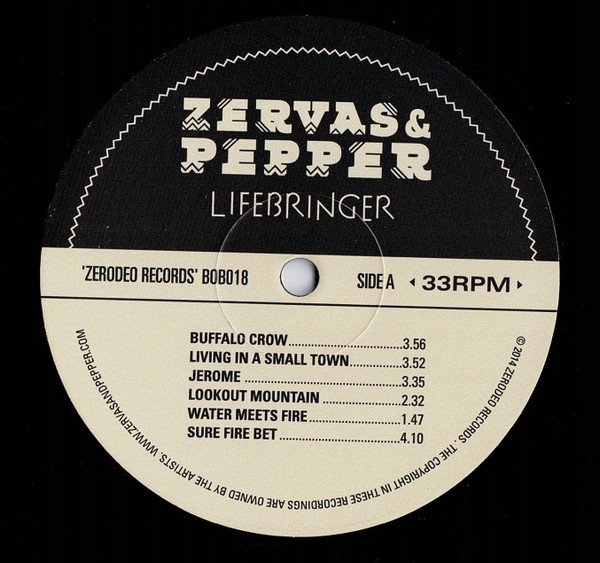 ZERVAS &
PEPPER
LIFEBRINGER
'ZERODEO RECORDS' BOB018
SIDE A
33RPM
BUFFALO CROW..........................3.56
LIVING IN A SMALL TOWN............3.52
JEROME ....................................3.35
LOOKOUT MOUNTAIN .................2.32
WATER MEETS FIRE.....................1.47
SURE FIRE BET............................4.10
© 2014 ZERODEO RECORDS . THE COPYRIGHT IN THESE RECORDINGS ARE OWNED BY THE ARTISTS. WWW.ZERVASANDPEPPER.COM